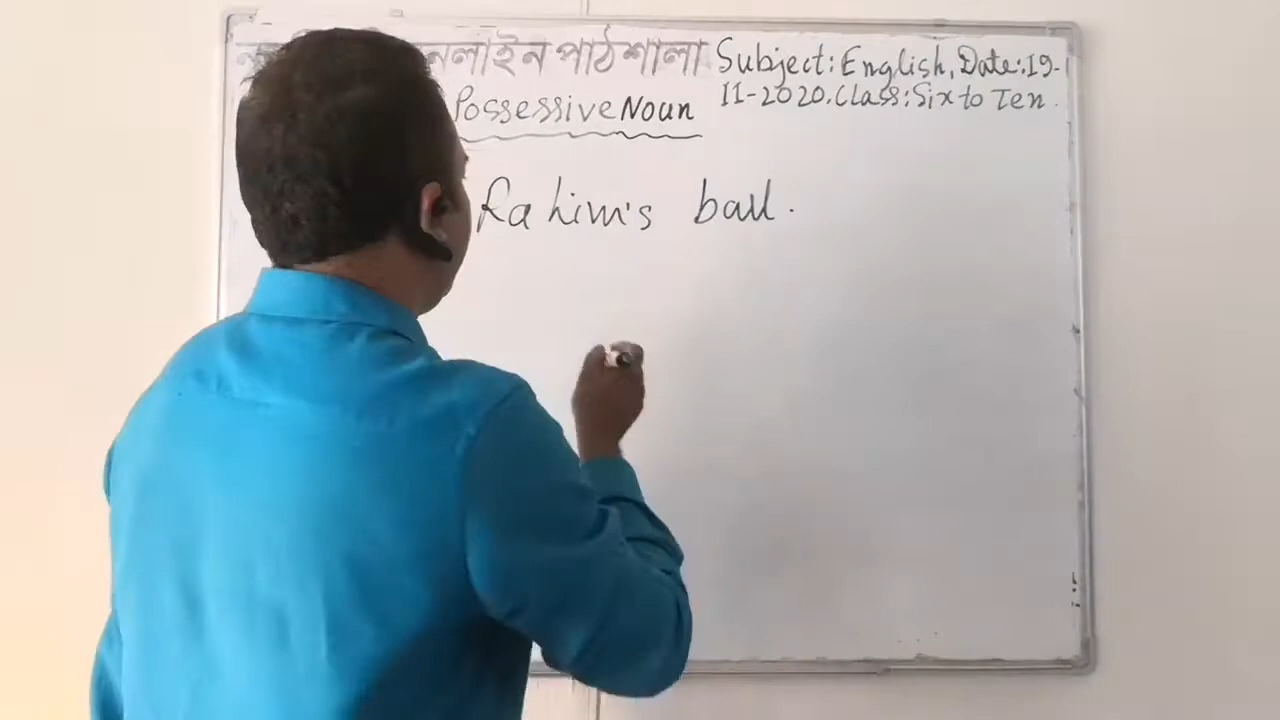 নলাইন পাঠশালা
Subject: English, Date: 19-
11-2020. Class: Six to Ten.
Possessive Noun
Rahim's ball.